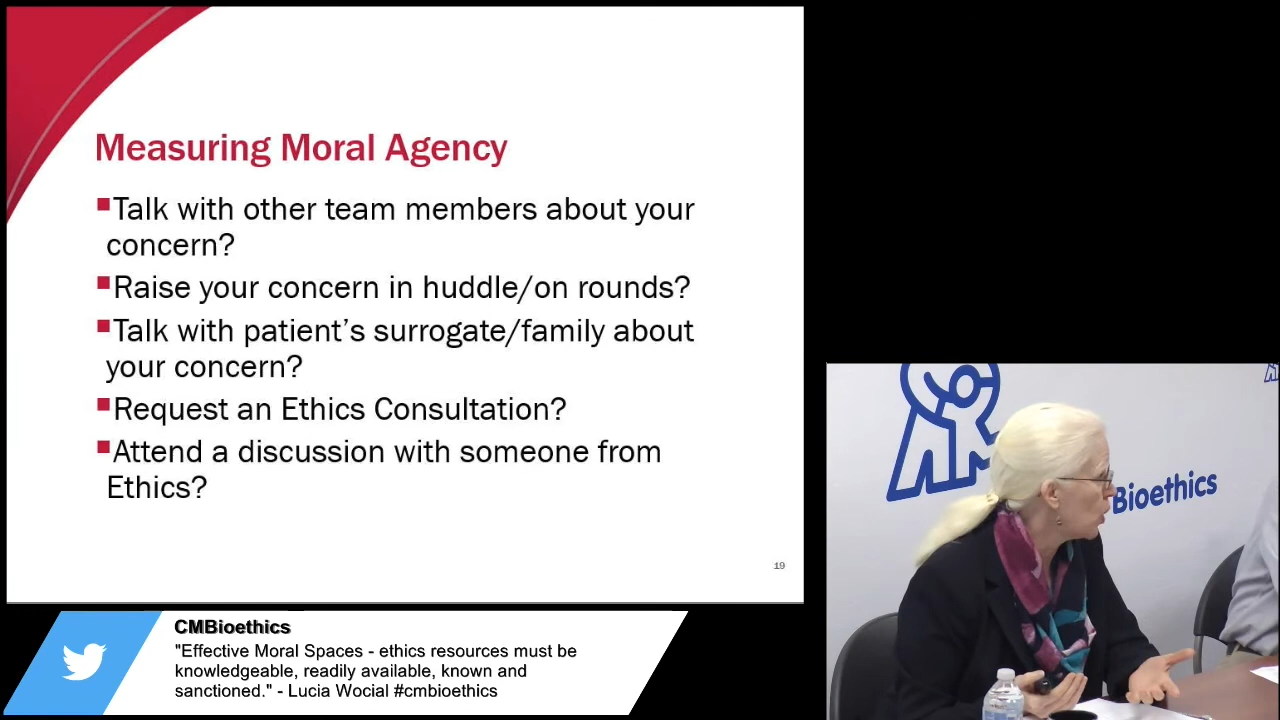 Measuring Moral Agency
▪Talk with other team members about your
concern?
▪Raise your concern in huddle/on rounds?
▪Talk with patient’s surrogate/family about
your concern?
▪Request an Ethics Consultation?
▪Attend a discussion with someone from
Ethics?
19
CMBioethics
"Effective Moral Spaces - ethics resources must be
knowledgeable, readily available, known and
sanctioned." - Lucia Wocial #cmbioethics
Bioethics